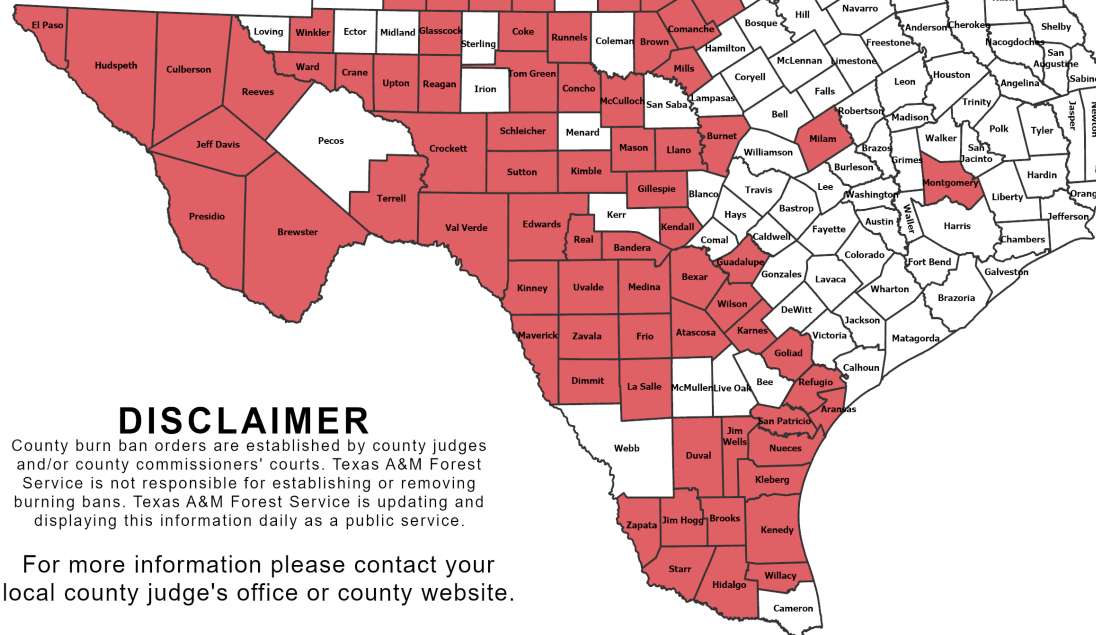 El Paso
Hudspeth
Culberson
Reeves
Jeff Davis
Presidio
Brewster
Loving
Winkler
Ector
Midland
Glasscock
Sterling
Coke
Runnels
Coleman
Brown
Comanche
Mills
Hamilton
Bosque
Hill
Navarro
Anderson
Cherokee
Nacogdoches
Shelby
San
Augustine
Sabine
Ward
Crane
Upton
Reagan
Irion
Tom Green
Concho
McCulloch
San Saba
Lampasas
Coryell
McLennan
Limestone
Freestone
Leon
Houston
Angelina
Trinity
Falls
Bell
Robertson
Madison
Walker
Polk
Tyler
Jasper
Newton
Pecos
Crockett
Schleicher
Menard
Mason
Llano
Burnet
Milam
Williamson
Brazos
Grimes
San
Jacinto
Burleson
Montgomery
Hardin
Liberty
Orang
Jefferson
Terrell
Val Verde
Sutton
Kimble
Gillespie
Blanco
Travis
Lee
Washington
Bastrop
Hays
Kerr
Kendall
Edwards
Real
Bandera
Comal
Caldwell
Fayette
Austin
Waller
Harris
Chambers
Galveston
Colorado
Fort Bend
Brazoria
Wharton
Kinney
Uvalde
Medina
Bexar
Guadalupe
Gonzales
Lavaca
Wilson
DeWitt
Jackson
Matagorda
Victoria
Calhoun
Maverick
Zavala
Frio
Atascosa
Karnes
Goliad
Dimmit
La Salle
McMullen
Live Oak
Bee
Refugio
Aransas
San Patricio
Webb
Duval
Jim
Wells
Nueces
Kleberg
Zapata
Jim Hogg
Brooks
Kenedy
Starr
Hidalgo
Willacy
Cameron
DISCLAIMER
County burn ban orders are established by county judges
and/or county commissioners' courts. Texas A&M Forest
Service is not responsible for establishing or removing
burning bans. Texas A&M Forest Service is updating and
displaying this information daily as a public service.
For more information please contact your
local county judge's office or county website.